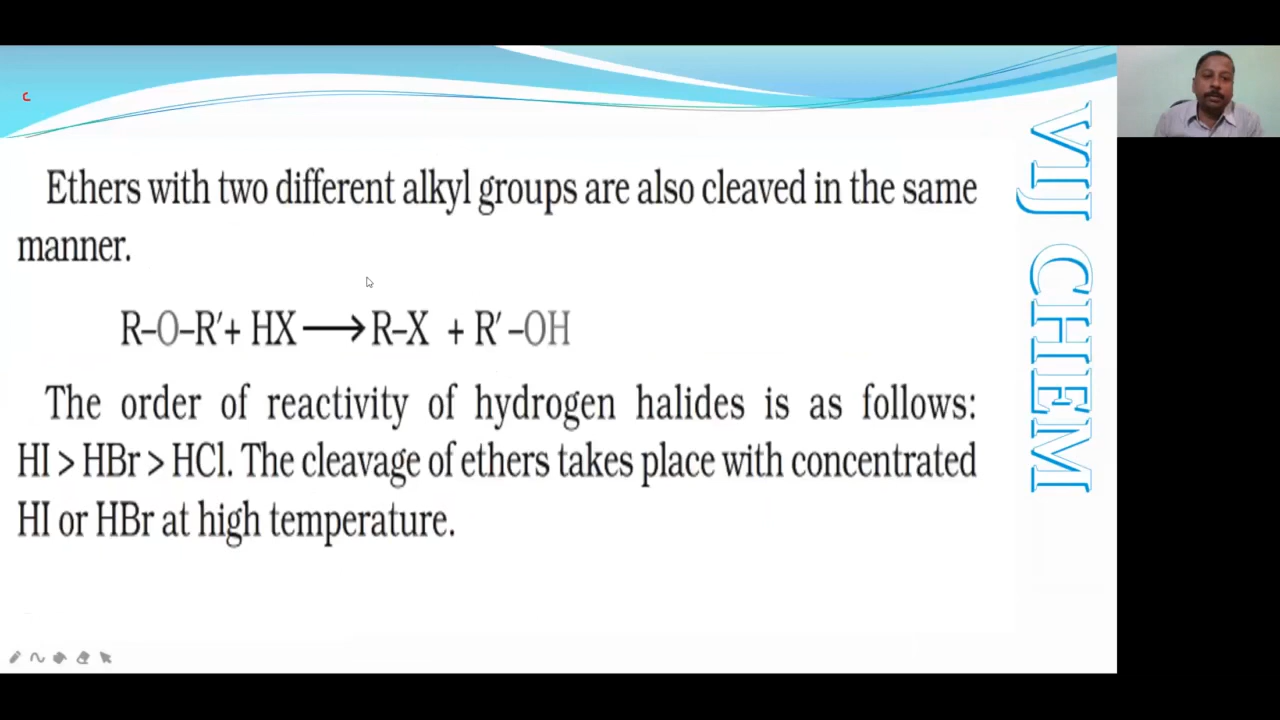 Ethers with two different alkyl groups are also cleaved in the same
manner.
R–O–R′+ HX ⟶ R–X + R′ –OH
The order of reactivity of hydrogen halides is as follows:
HI > HBr > HCl. The cleavage of ethers takes place with concentrated
HI or HBr at high temperature.
VIJ CHEM
c